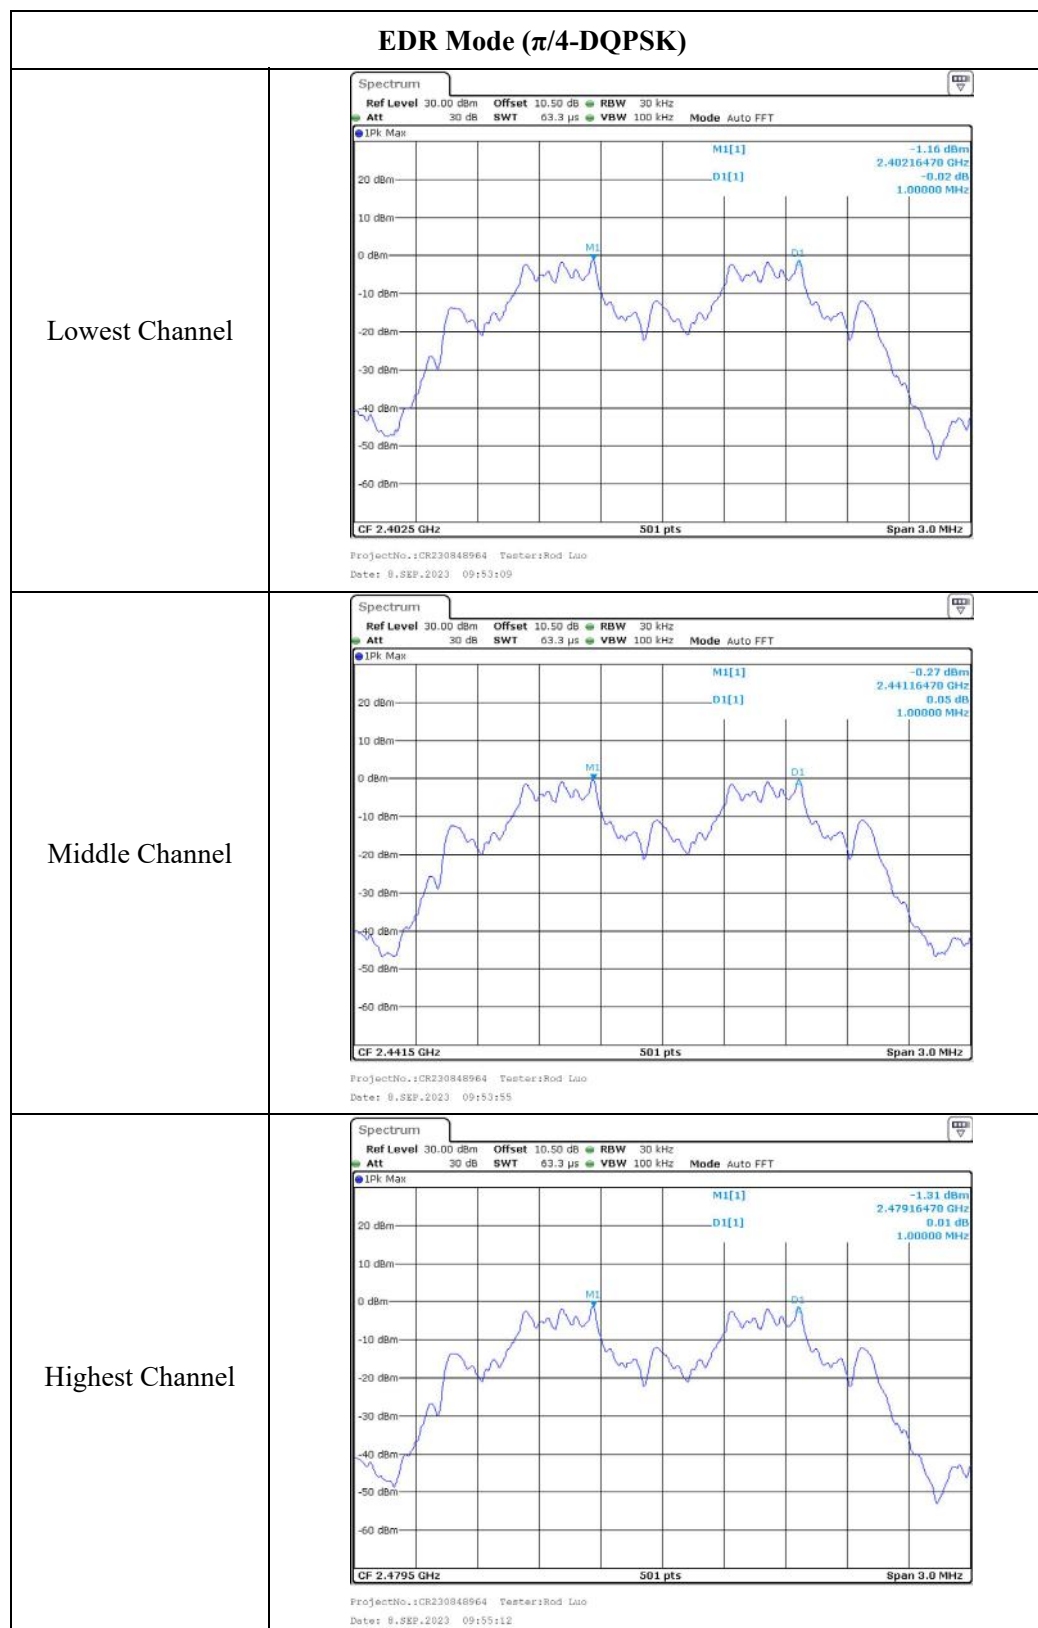 EDR Mode (π/4-DQPSK)
Lowest Channel
Spectrum
Ref Level 30.00 dBm Offset 10.50 dB RBW 30 kHz
Att 30 dB SWT 63.3 µs VBW 100 kHz Mode Auto FFT
1Pk Max
M1[1] -1.16 dBm
2.40216470 GHz
D1[1] -0.02 dB
1.00000 MHz
20 dBm
10 dBm
M1
D1
0 dBm
-10 dBm
-20 dBm
-30 dBm
-40 dBm
-50 dBm
-60 dBm
CF 2.4025 GHz 501 pts Span 3.0 MHz
ProjectNo.:CR230848964 Tester:Rod Luo
Date: 8.SEP.2023 09:53:09
Middle Channel
Spectrum
Ref Level 30.00 dBm Offset 10.50 dB RBW 30 kHz
Att 30 dB SWT 63.3 µs VBW 100 kHz Mode Auto FFT
1Pk Max
M1[1] -0.27 dBm
2.44116470 GHz
D1[1] 0.05 dB
1.00000 MHz
20 dBm
10 dBm
M1
D1
0 dBm
-10 dBm
-20 dBm
-30 dBm
-40 dBm
-50 dBm
-60 dBm
CF 2.4415 GHz 501 pts Span 3.0 MHz
ProjectNo.:CR230848964 Tester:Rod Luo
Date: 8.SEP.2023 09:53:55
Highest Channel
Spectrum
Ref Level 30.00 dBm Offset 10.50 dB RBW 30 kHz
Att 30 dB SWT 63.3 µs VBW 100 kHz Mode Auto FFT
1Pk Max
M1[1] -1.31 dBm
2.47916470 GHz
D1[1] 0.01 dB
1.00000 MHz
20 dBm
10 dBm
M1
D1
0 dBm
-10 dBm
-20 dBm
-30 dBm
-40 dBm
-50 dBm
-60 dBm
CF 2.4795 GHz 501 pts Span 3.0 MHz
ProjectNo.:CR230848964 Tester:Rod Luo
Date: 8.SEP.2023 09:55:12